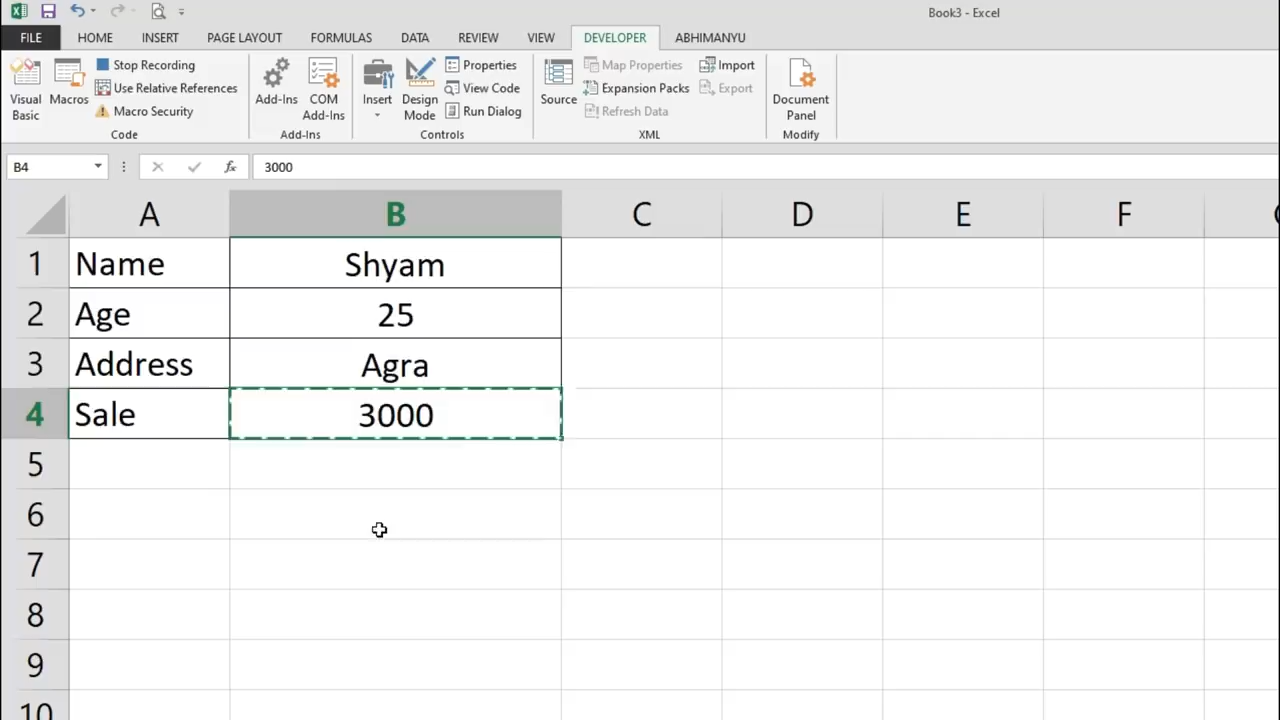 Book3 - Excel
FILE HOME INSERT PAGE LAYOUT FORMULAS DATA REVIEW VIEW DEVELOPER ABHIMANYU
Visual Basic
Macros
Stop Recording
Use Relative References
Macro Security
Code
Add-Ins
COM Add-Ins
Add-Ins
Insert
Design Mode
Properties
View Code
Run Dialog
Controls
Source
Map Properties
Expansion Packs
Refresh Data
Import
Export
XML
Document Panel
Modify
B4 fx 3000
A B C D E F
1 Name Shyam
2 Age 25
3 Address Agra
4 Sale 3000
5
6
7
8
9
10